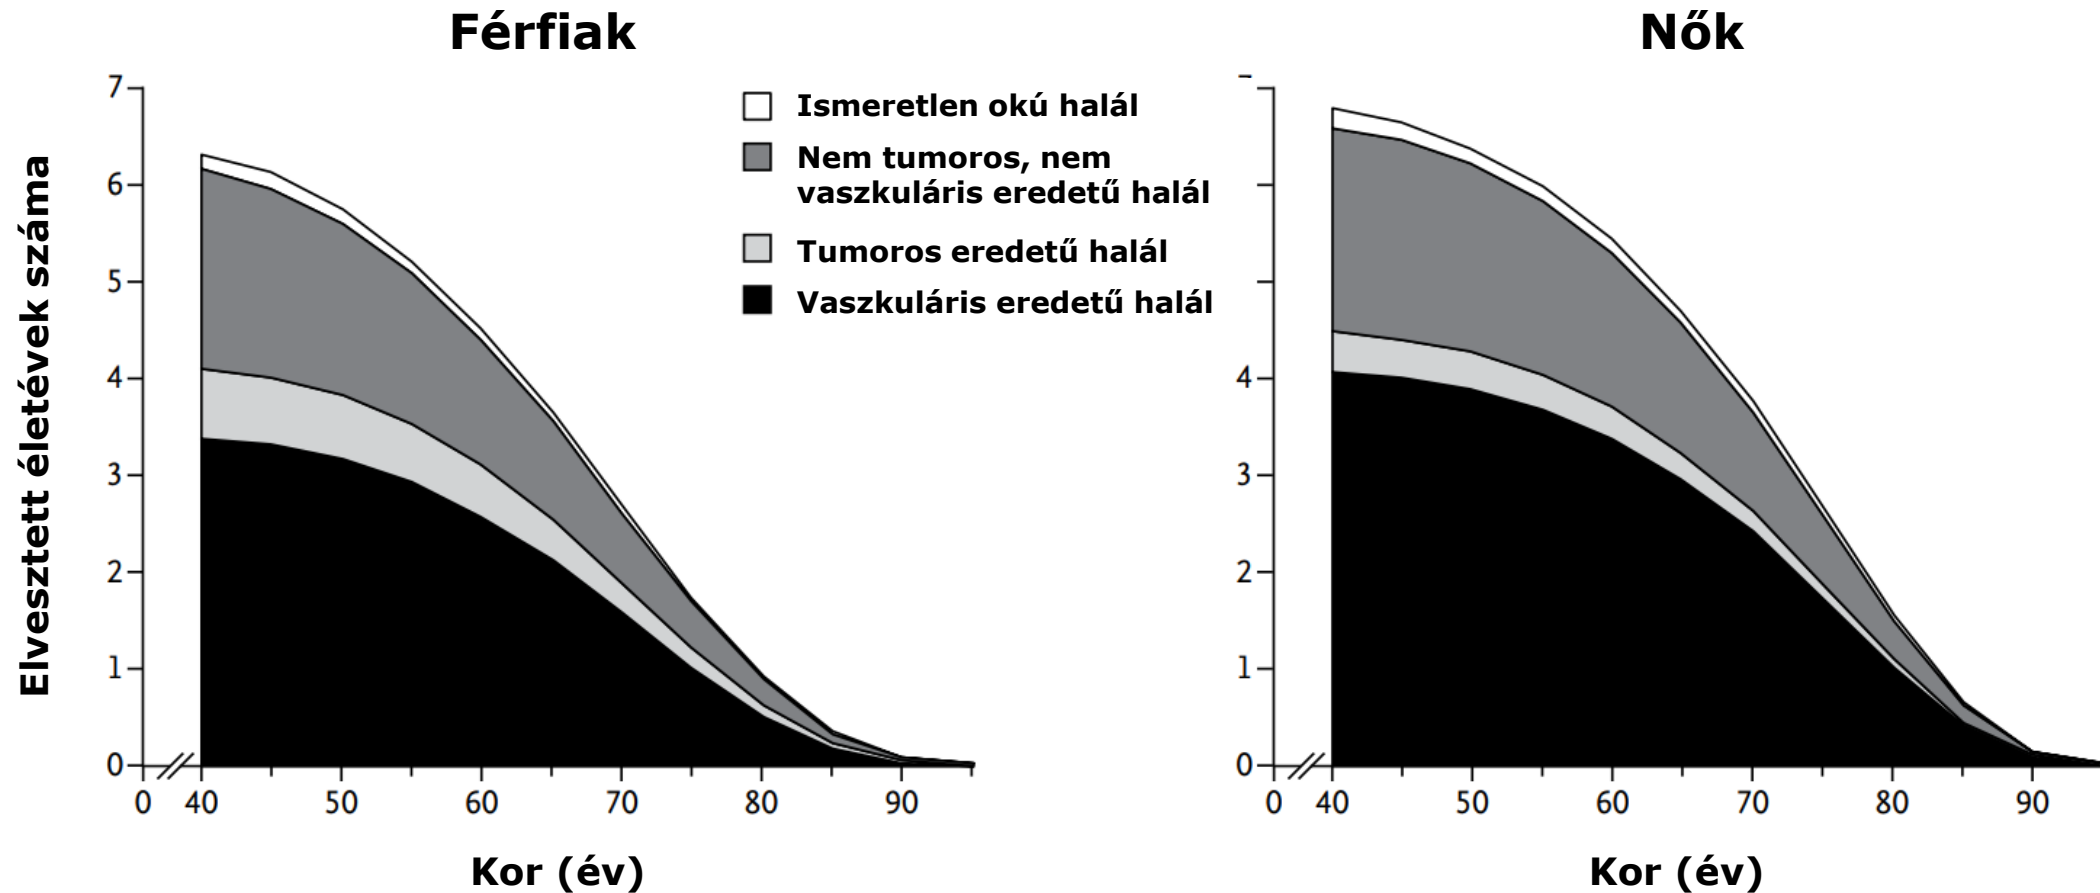 Férfiak
Nők
Elvesztett életévek száma
7
6
5
4
3
2
1
0
0 40 50 60 70 80 90
Kor (év)
Ismeretlen okú halál
Nem tumoros, nem
vaszkuláris eredetű halál
Tumoros eredetű halál
Vaszkuláris eredetű halál
4
3
2
1
0
0 40 50 60 70 80 90
Kor (év)